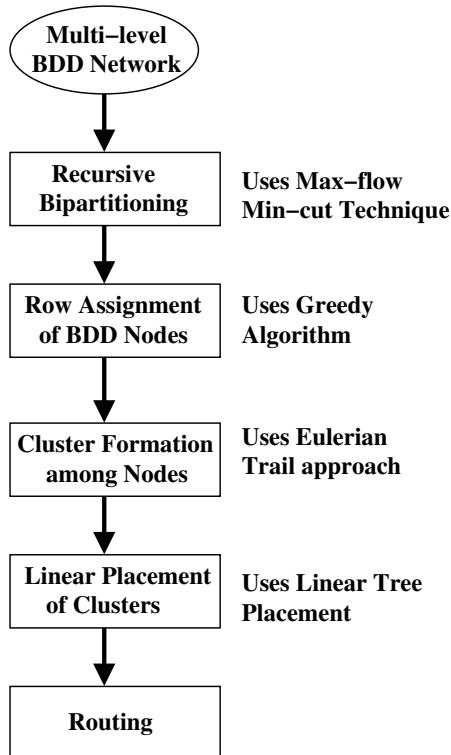 Multi−level
BDD Network
Recursive
Bipartitioning
Uses Max−flow
Min−cut Technique
Row Assignment
of BDD Nodes
Uses Greedy
Algorithm
Cluster Formation
among Nodes
Uses Eulerian
Trail approach
Linear Placement
of Clusters
Uses Linear Tree
Placement
Routing